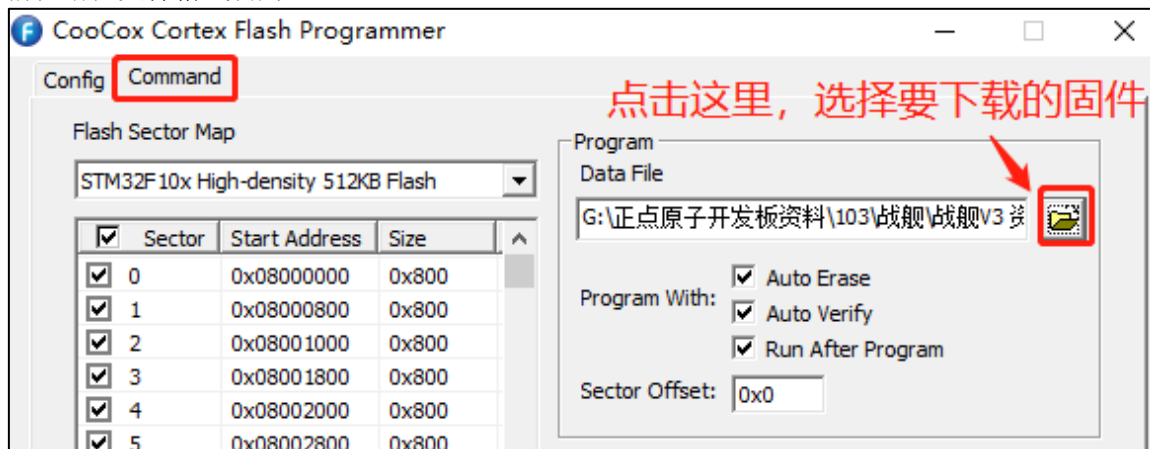 CooCox Cortex Flash Programmer
Config Command
点击这里，选择要下载的固件
Flash Sector Map
STM32F10x High-density 512KB Flash
Sector Start Address Size
0 0x08000000 0x800
1 0x08000800 0x800
2 0x08001000 0x800
3 0x08001800 0x800
4 0x08002000 0x800
5 0x08002800 0x800
Program
Data File
G:\正点原子开发板资料\103\战舰\战舰V3
Program With:
Auto Erase
Auto Verify
Run After Program
Sector Offset: 0x0